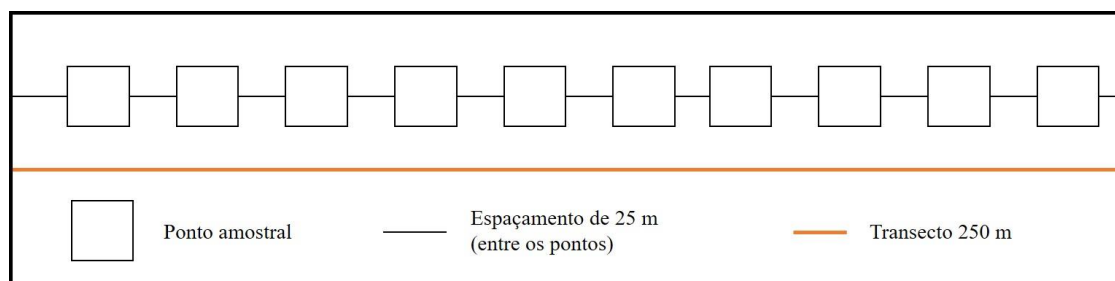 Ponto amostral
Espaçamento de 25 m
(entre os pontos)
Transecto 250 m